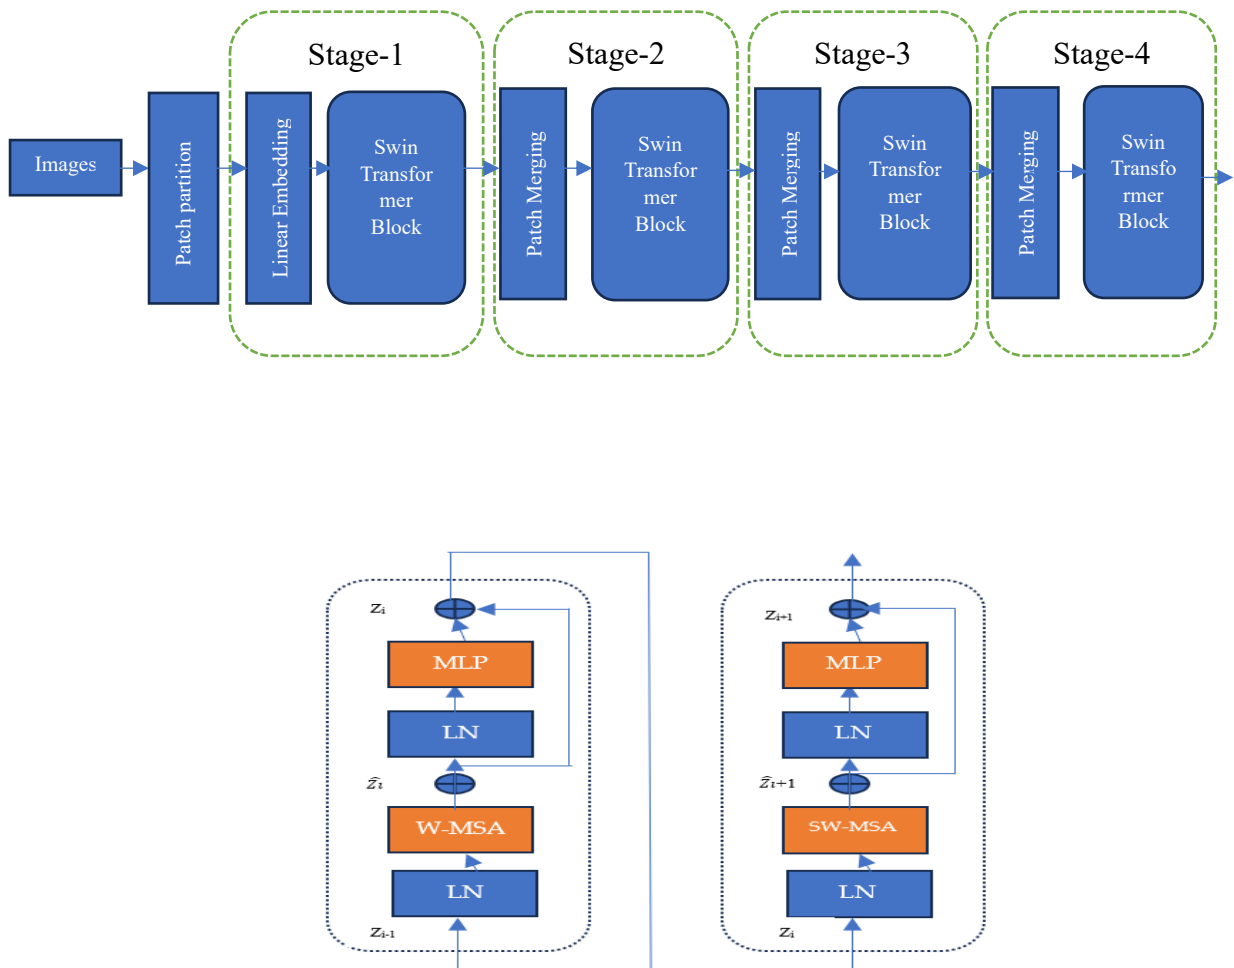 Stage-1
Stage-2
Stage-3
Stage-4
Images
Patch partition
Linear Embedding
Swin
Transfor
mer
Block
Patch Merging
Swin
Transfor
mer
Block
Patch Merging
Swin
Transfor
mer
Block
Patch Merging
Swin
Transfo
rmer
Block
Zi
MLP
LN
ẑı
W-MSA
LN
Zi-1
Zi+1
MLP
LN
ẑı+1
SW-MSA
LN
Zi